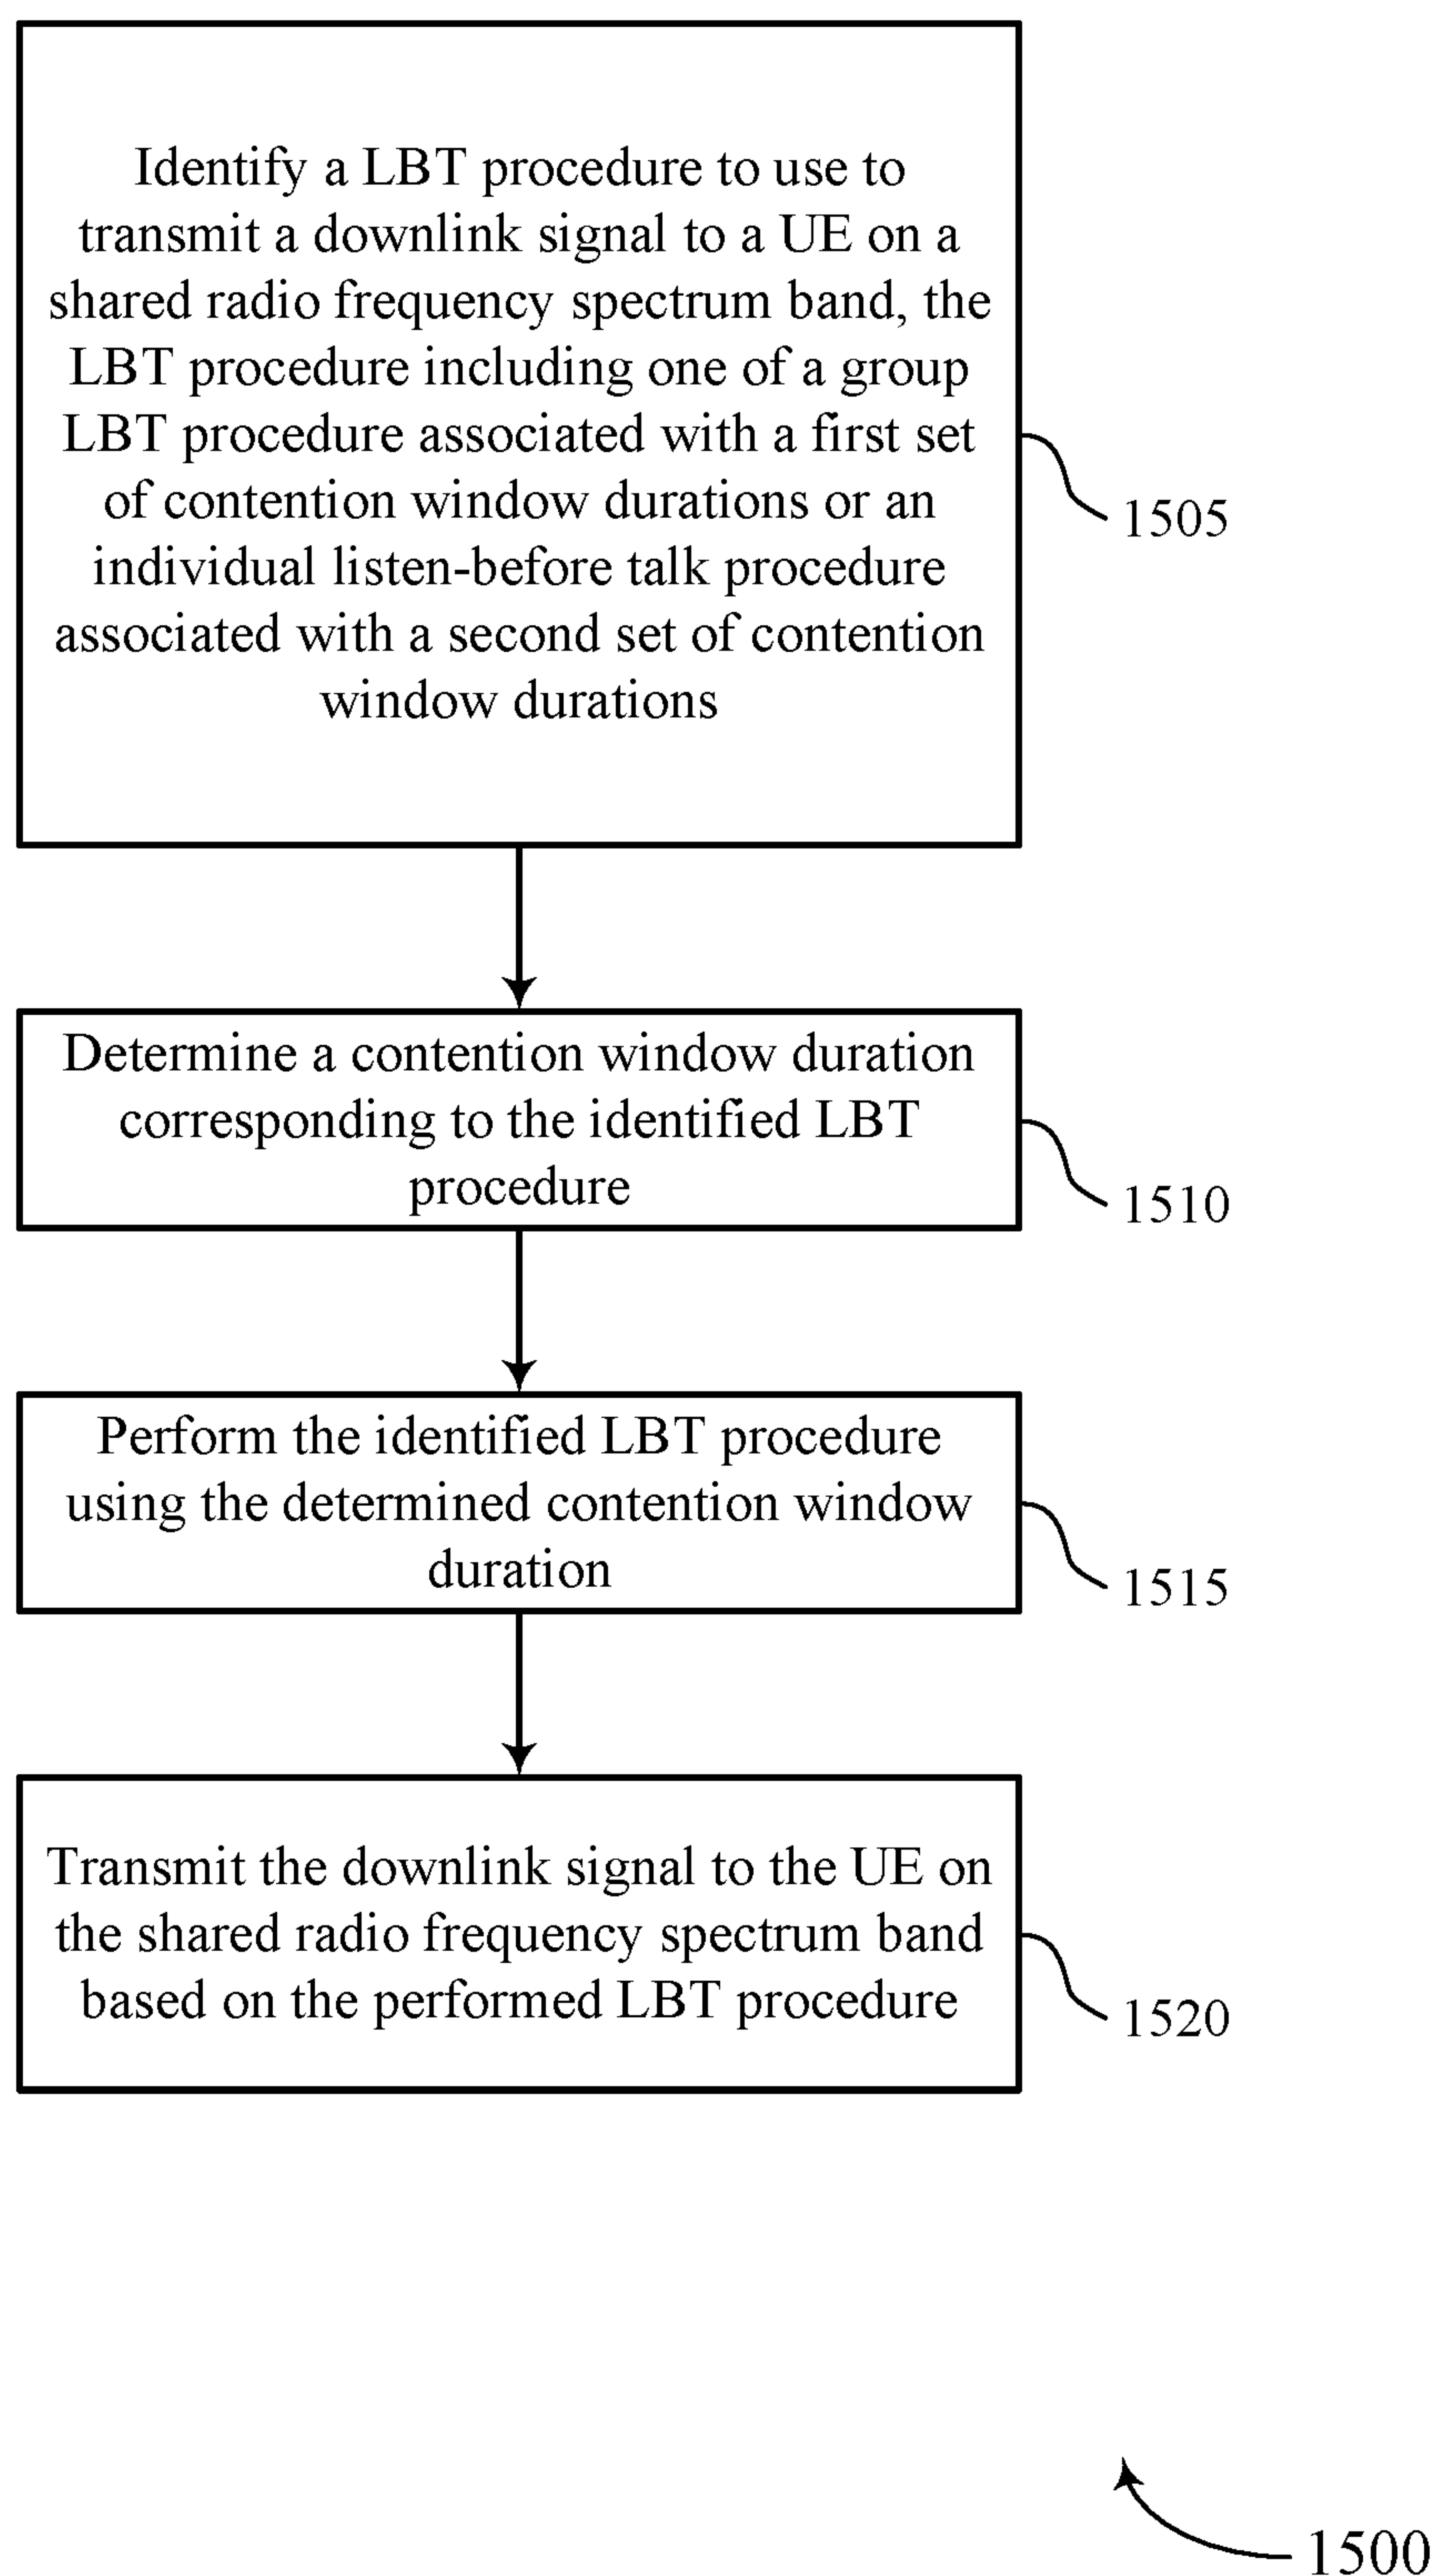 Identify a LBT procedure to use to
transmit a downlink signal to a UE on a
shared radio frequency spectrum band, the
LBT procedure including one of a group
LBT procedure associated with a first set
of contention window durations or an
individual listen-before talk procedure
associated with a second set of contention
window durations
1505
Determine a contention window duration
corresponding to the identified LBT
procedure
1510
Perform the identified LBT procedure
using the determined contention window
duration
1515
Transmit the downlink signal to the UE on
the shared radio frequency spectrum band
based on the performed LBT procedure
1520
1500